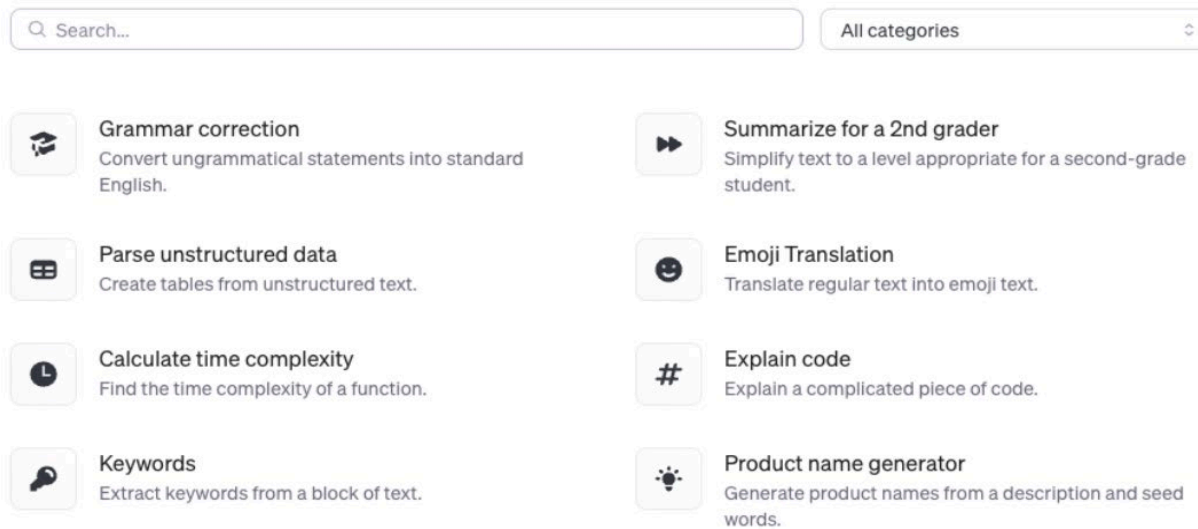 Search...
All categories
Grammar correction
Convert ungrammatical statements into standard
English.
Summarize for a 2nd grader
Simplify text to a level appropriate for a second-grade
student.
Parse unstructured data
Create tables from unstructured text.
Emoji Translation
Translate regular text into emoji text.
Calculate time complexity
Find the time complexity of a function.
Explain code
Explain a complicated piece of code.
Keywords
Extract keywords from a block of text.
Product name generator
Generate product names from a description and seed
words.